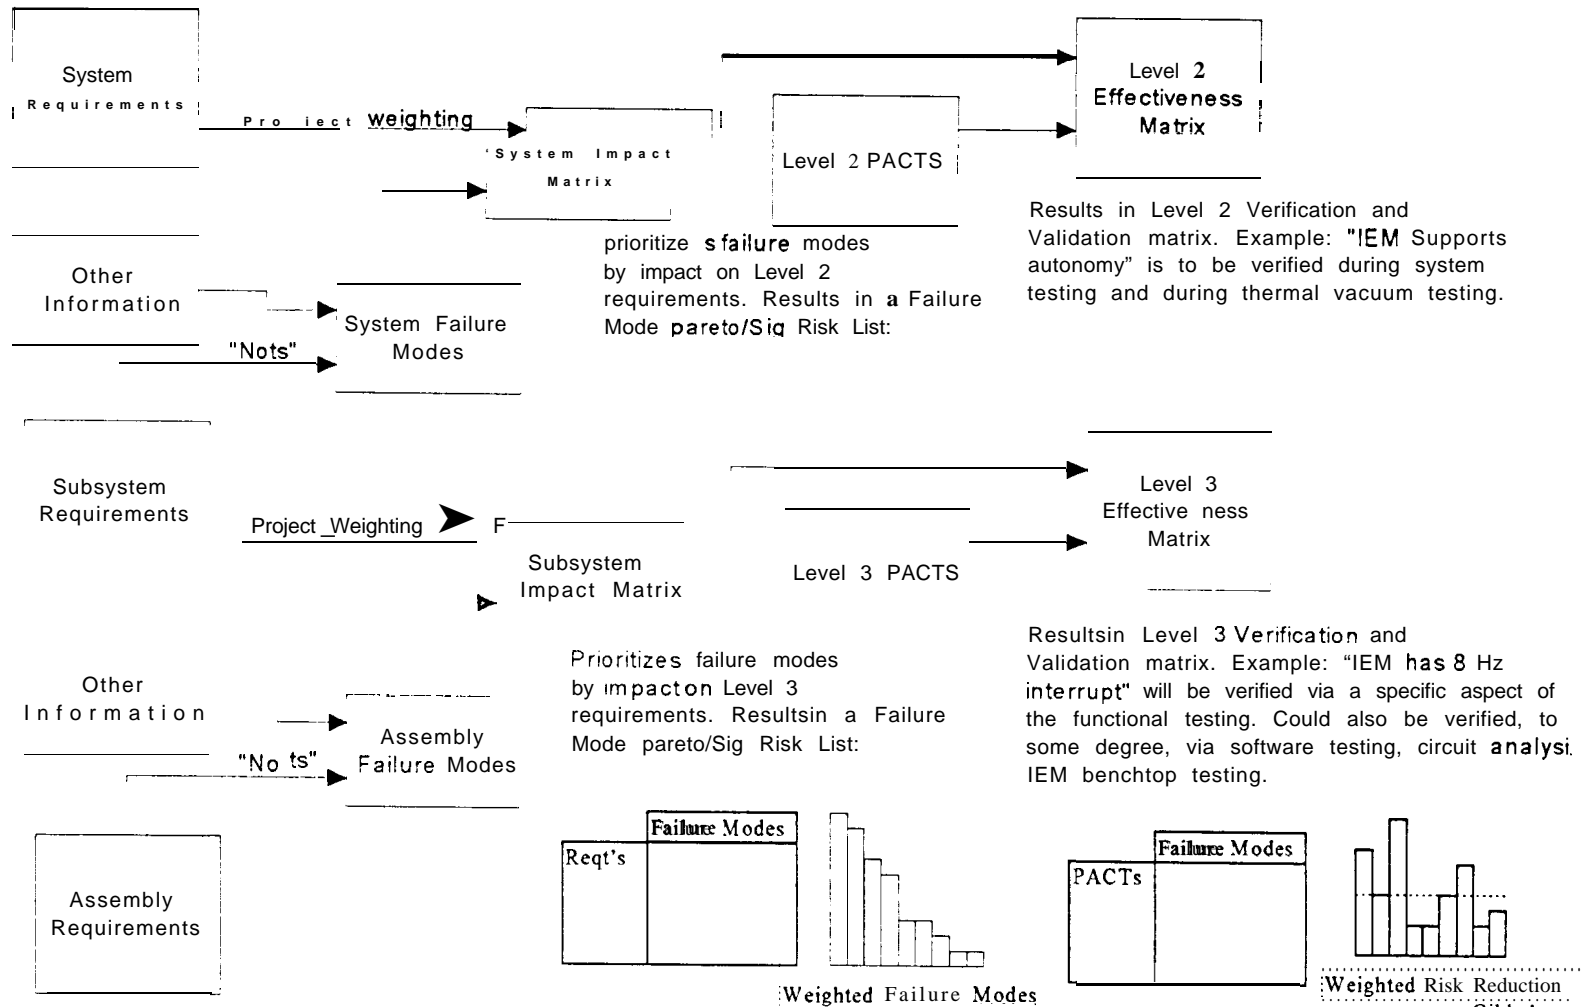 System
Requirements
Pro ject weighting
System Impact
Matrix
Level 2 PACTS
Level 2
Effectiveness
Matrix
Other
Information
System Failure
Modes
"Nots"
prioritize s failure modes
by impact on Level 2
requirements. Results in a Failure
Mode pareto/Sig Risk List:
Results in Level 2 Verification and
Validation matrix. Example: "IEM Supports
autonomy" is to be verified during system
testing and during thermal vacuum testing.
Subsystem
Requirements
Project _Weighting
F
Subsystem
Impact Matrix
Level 3 PACTS
Level 3
Effective ness
Matrix
Other
Information
"No ts"
Assembly
Failure Modes
Prioritizes failure modes
by impacton Level 3
requirements. Resultsin a Failure
Mode pareto/Sig Risk List:
Resultsin Level 3 Verification and
Validation matrix. Example: “IEM has 8 Hz
interrupt" will be verified via a specific aspect of
the functional testing. Could also be verified, to
some degree, via software testing, circuit analysi
IEM benchtop testing.
Assembly
Requirements
Failure Modes
Reqt's
Weighted Failure Modes
Failure Modes
PACTs
Weighted Risk Reduction